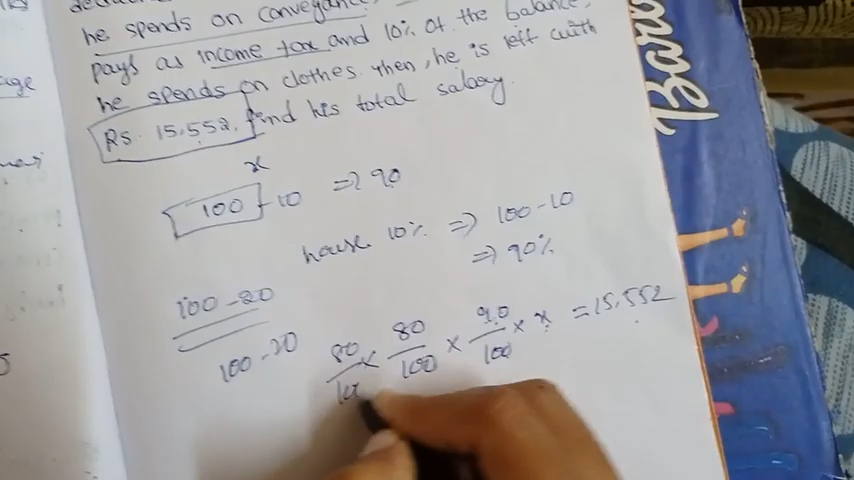 he spends on conveyance
pays as income tax and 10% of the balance,
he spends on clothes. Then, he is left with
Rs. 15,552. find his total salary.
x
100 - 10 => 90
house 10% => 100-10
=> 90%
100-20
100-20
80/100 × 80/100 × 90/100 × x = 15,552
Bar